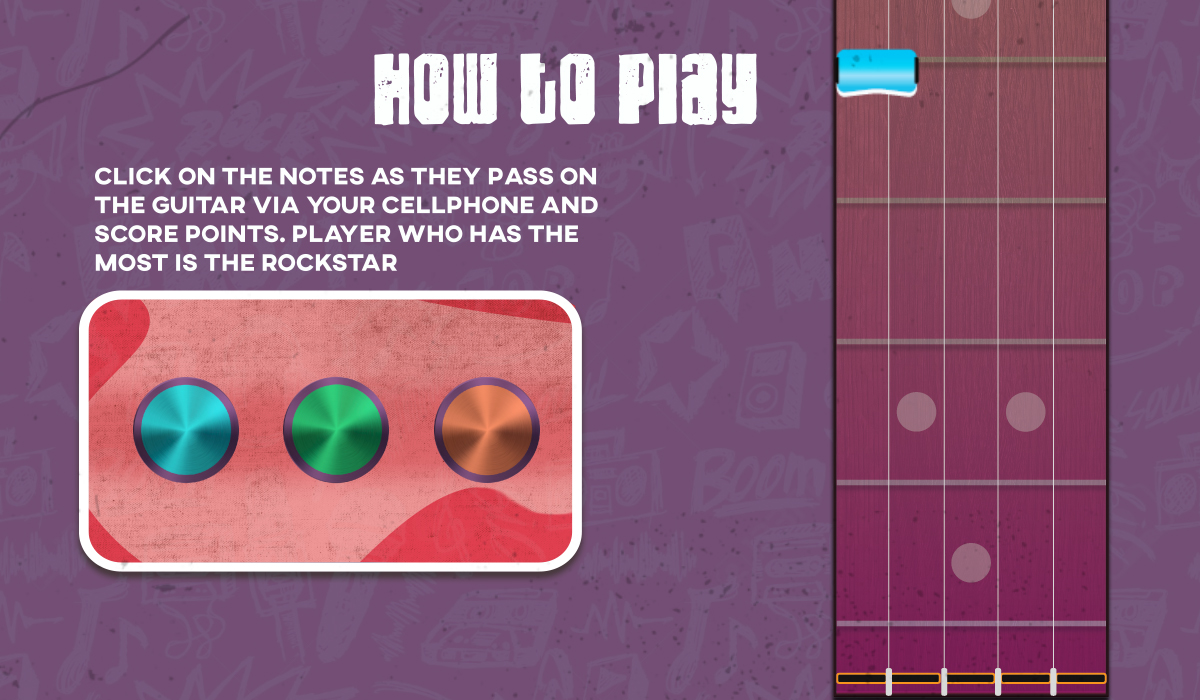 How to Play
CLICK ON THE NOTES AS THEY PASS ON
THE GUITAR VIA YOUR CELLPHONE AND
SCORE POINTS. PLAYER WHO HAS THE
MOST IS THE ROCKSTAR
BOOM